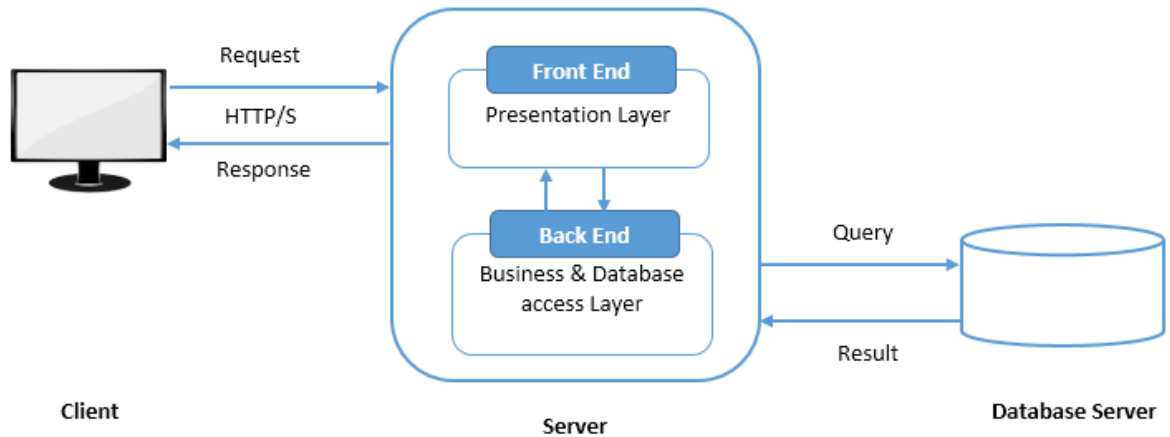 Request
HTTP/S
Response
Front End
Presentation Layer
Back End
Business & Database
access Layer
Query
Result
Client
Server
Database Server